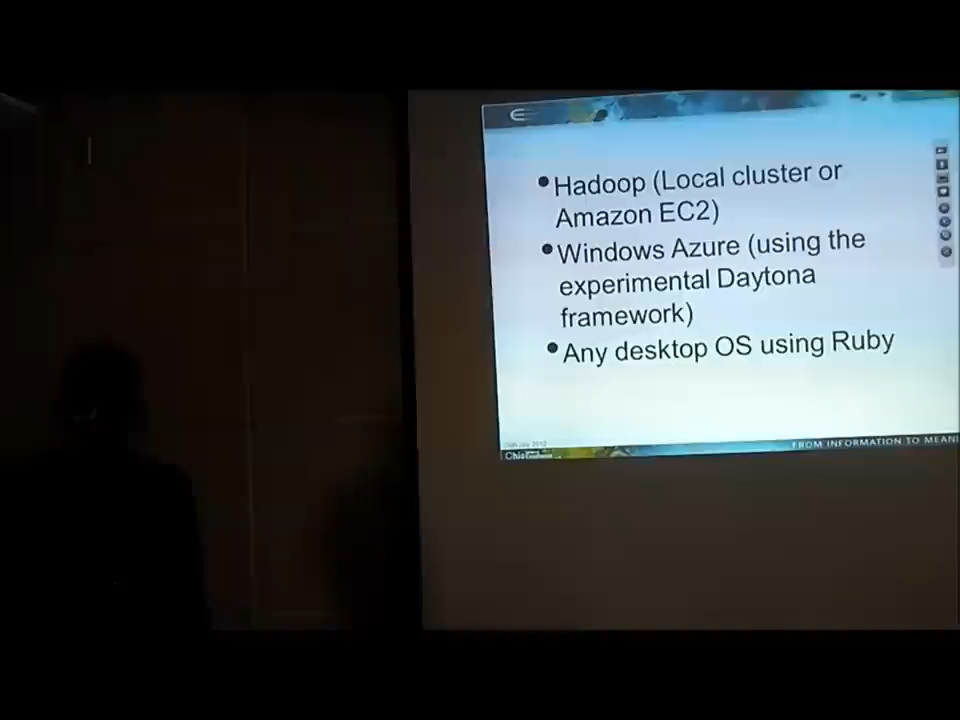 •Hadoop (Local cluster or
Amazon EC2)
•Windows Azure (using the
experimental Daytona
framework)
•Any desktop OS using Ruby
FROM INFORMATION TO MEANI